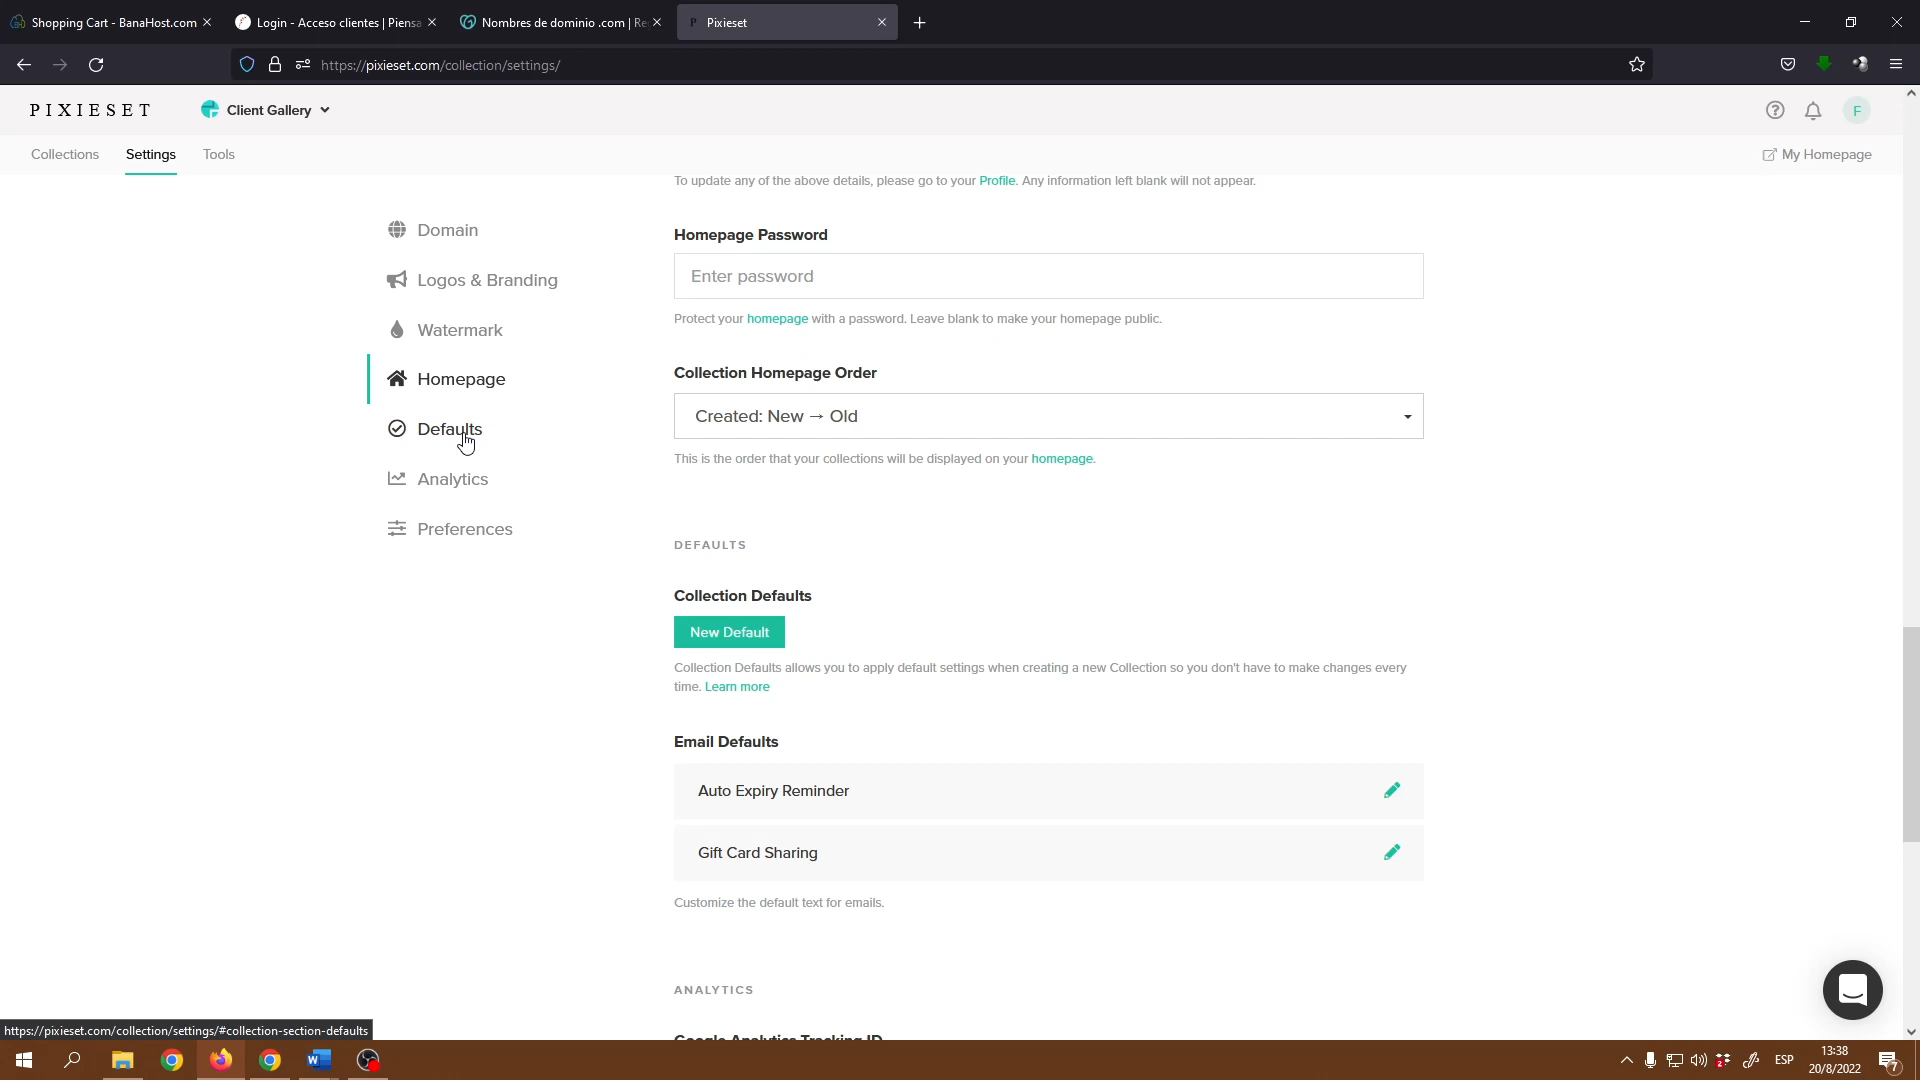 Shopping Cart - BanaHost.com
Login - Acceso clientes | Piensa
Nombres de dominio .com | Re
Pixieset
https://pixieset.com/collection/settings/
PIXIESET
Client Gallery
F
Collections
Settings
Tools
My Homepage
Domain
Logos & Branding
Watermark
Homepage
Defaults
Analytics
Preferences
To update any of the above details, please go to your Profile. Any information left blank will not appear.
Homepage Password
Enter password
Protect your homepage with a password. Leave blank to make your homepage public.
Collection Homepage Order
Created: New → Old
This is the order that your collections will be displayed on your homepage.
DEFAULTS
Collection Defaults
New Default
Collection Defaults allows you to apply default settings when creating a new Collection so you don't have to make changes every
time. Learn more
Email Defaults
Auto Expiry Reminder
Gift Card Sharing
Customize the default text for emails.
ANALYTICS
Google Analytics Tracking ID
https://pixieset.com/collection/settings/#collection-section-defaults
ESP
13:38
20/8/2022
7